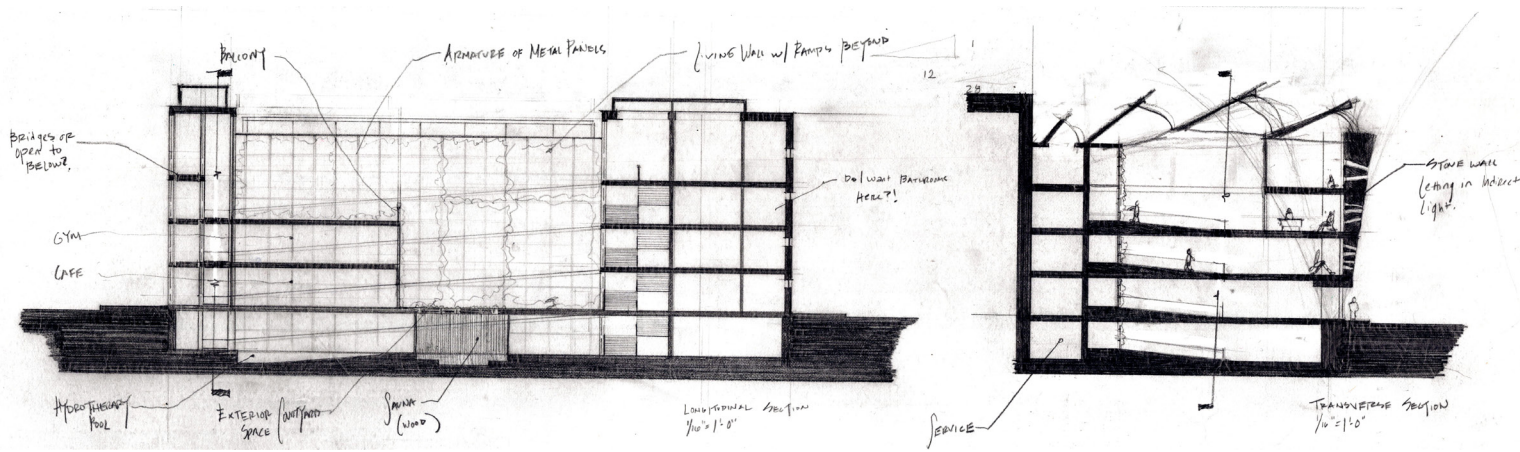 BALCONY
ARMATURE OF METAL PANELS
LIVING WALL W/ RAMPS BEYOND
1
12
BRIDGES OR
OPEN TO
BELOW?
DO I WANT BATHROOMS
HERE?!
GYM
CAFE
HYDROTHERAPY
POOL
EXTERIOR COURTYARD
SPACE
SAUNA
(WOOD)
LONGITUDINAL SECTION
1/16" = 1'-0"
STONE WALL
Letting in Indirect
Light.
SERVICE
TRANSVERSE SECTION
1/16" = 1'-0"